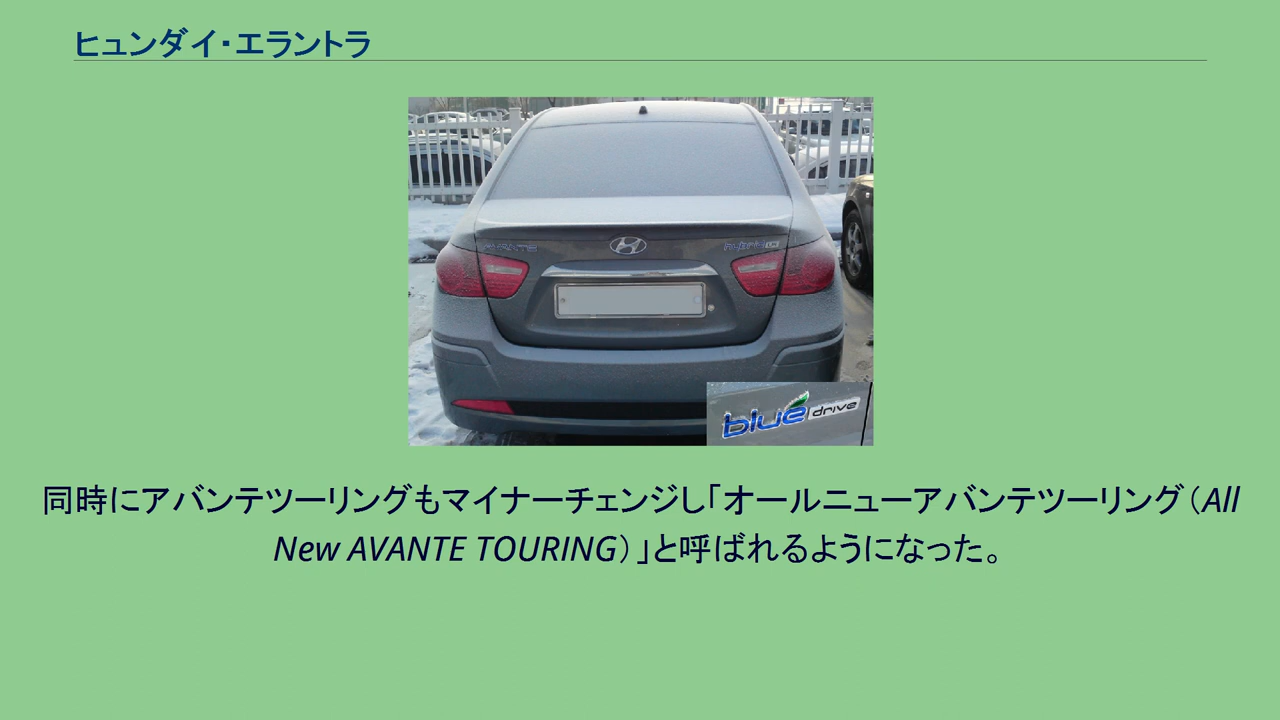 ヒュンダイ・エラントラ
AVANTE
hybrid
blue drive
同時にアバンテツーリングもマイナーチェンジし「オールニューアバンテツーリング（All
New AVANTE TOURING）」と呼ばれるようになった。